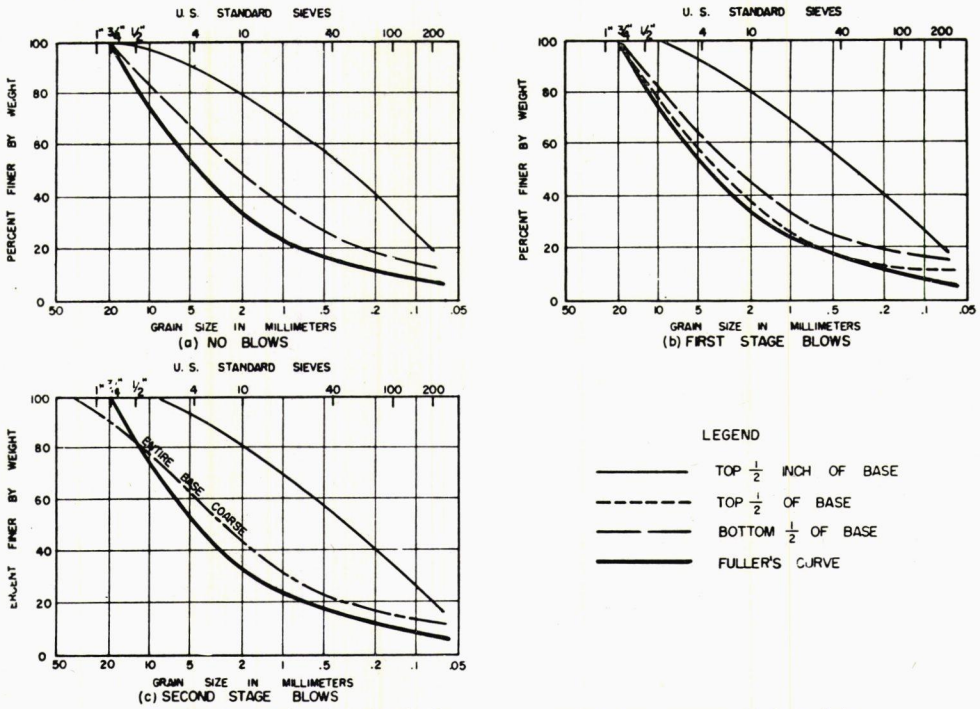 U. S. STANDARD SIEVES
1" 3/4" 1/2" 4 10 40 100 200
100
80
60
40
20
0
PERCENT FINER BY WEIGHT
50 20 10 5 2 1 .5 .2 .1 .05
GRAIN SIZE IN MILLIMETERS
(a) NO BLOWS
U. S. STANDARD SIEVES
1" 3/4" 1/2" 4 10 40 100 200
100
80
60
40
20
0
PERCENT FINER BY WEIGHT
50 20 10 5 2 1 .5 .2 .1 .05
GRAIN SIZE IN MILLIMETERS
(b) FIRST STAGE BLOWS
U. S. STANDARD SIEVES
1" 1/2" 4 10 40 100 200
100
80
60
40
20
0
FINER BY WEIGHT
ENTIRE BASE COARSE
50 20 10 5 2 1 .5 .2 .1 .05
GRAIN SIZE IN MILLIMETERS
(c) SECOND STAGE BLOWS
LEGEND
TOP 1/2 INCH OF BASE
TOP 1/2 OF BASE
BOTTOM 1/2 OF BASE
FULLER'S CURVE